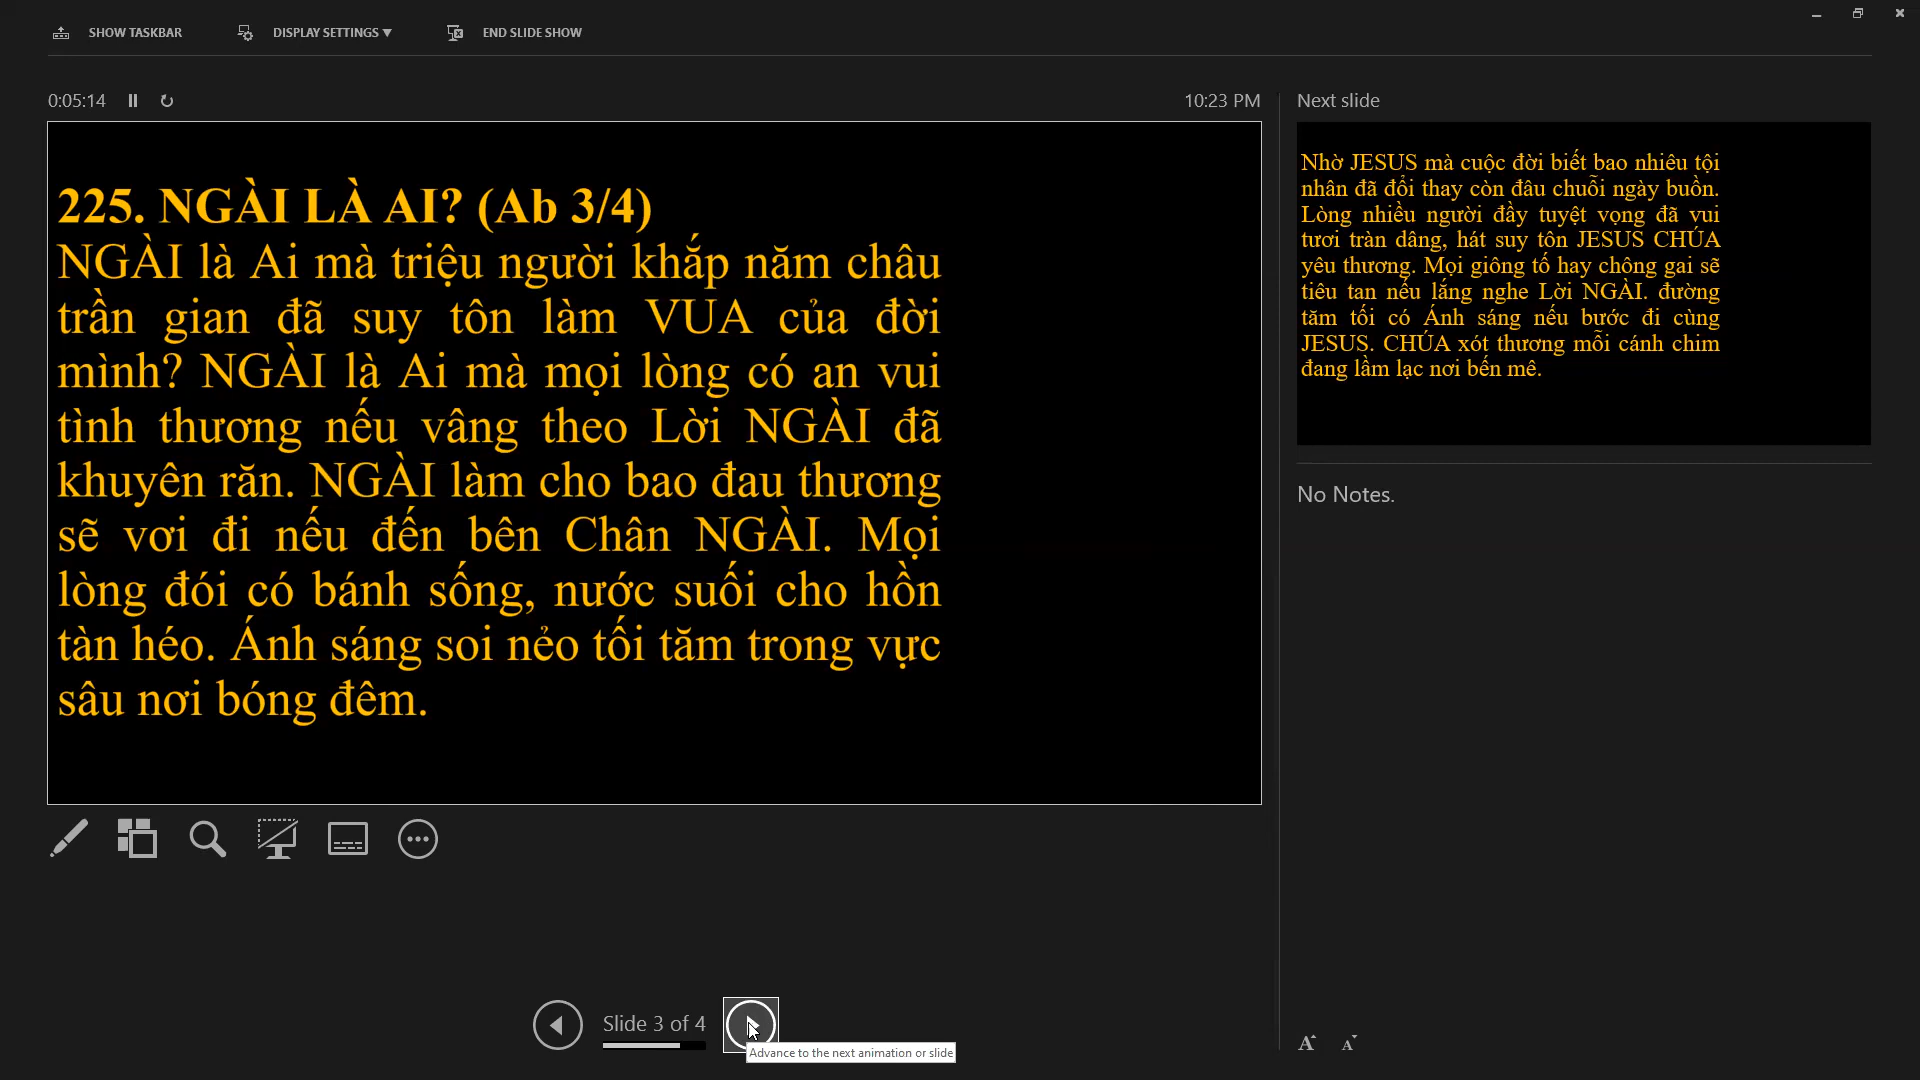 SHOW TASKBAR
DISPLAY SETTINGS ▼
END SLIDE SHOW
0:05:14
10:23 PM
225. NGÀI LÀ AI? (Ab 3/4)
NGÀI là Ai mà triệu người khắp năm châu
trần gian đã suy tôn làm VUA của đời
mình? NGÀI là Ai mà mọi lòng có an vui
tình thương nếu vâng theo Lời NGÀI đã
khuyên răn. NGÀI làm cho bao đau thương
sẽ vơi đi nếu đến bên Chân NGÀI. Mọi
lòng đói có bánh sống, nước suối cho hồn
tàn héo. Ánh sáng soi nẻo tối tăm trong vực
sâu nơi bóng đêm.
Slide 3 of 4
Advance to the next animation or slide
Next slide
Nhờ JESUS mà cuộc đời biết bao nhiêu tội
nhân đã đổi thay còn đâu chuỗi ngày buồn.
Lòng nhiều người đầy tuyệt vọng đã vui
tươi tràn dâng, hát suy tôn JESUS CHÚA
yêu thương. Mọi giông tố hay chông gai sẽ
tiêu tan nếu lắng nghe Lời NGÀI. đường
tăm tối có Ánh sáng nếu bước đi cùng
JESUS. CHÚA xót thương mỗi cánh chim
đang lầm lạc nơi bến mê.
No Notes.
A A